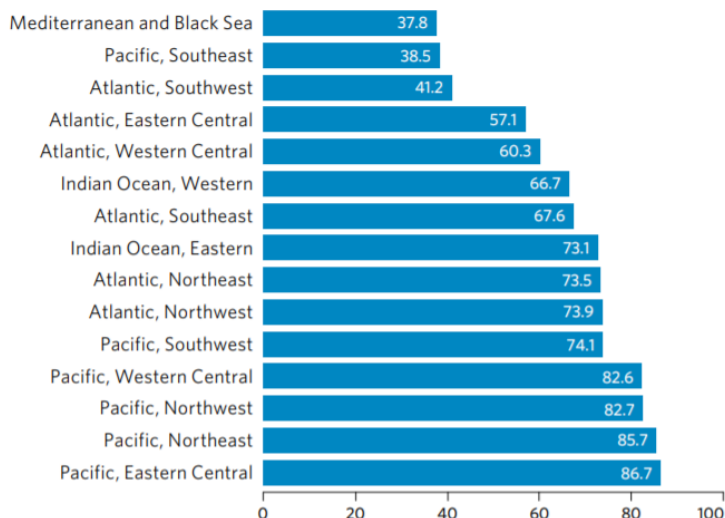 Mediterranean and Black Sea 37.8
Pacific, Southeast 38.5
Atlantic, Southwest 41.2
Atlantic, Eastern Central 57.1
Atlantic, Western Central 60.3
Indian Ocean, Western 66.7
Atlantic, Southeast 67.6
Indian Ocean, Eastern 73.1
Atlantic, Northeast 73.5
Atlantic, Northwest 73.9
Pacific, Southwest 74.1
Pacific, Western Central 82.6
Pacific, Northwest 82.7
Pacific, Northeast 85.7
Pacific, Eastern Central 86.7
0 20 40 60 80 100